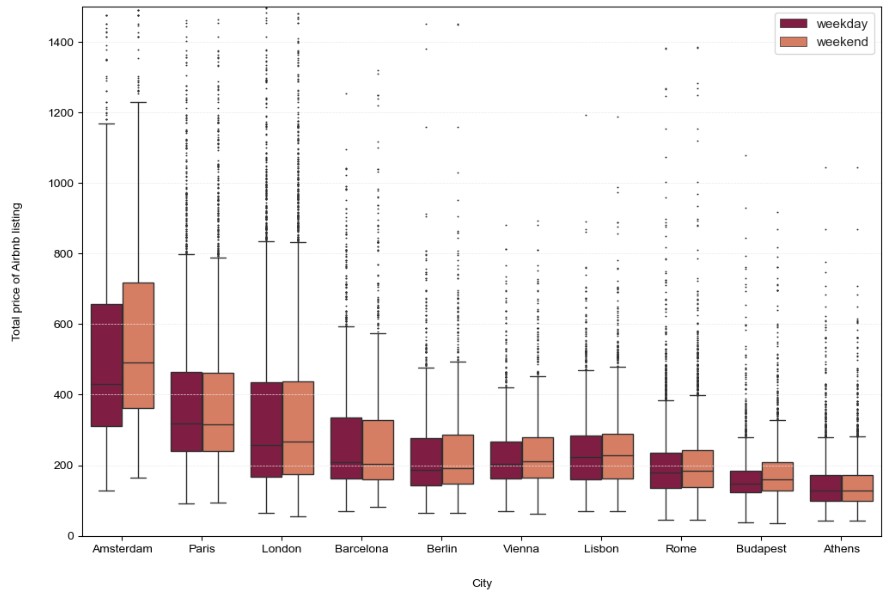 1400
1200
1000
800
600
400
200
0
Total price of Airbnb listing
weekday
weekend
Amsterdam Paris London Barcelona Berlin Vienna Lisbon Rome Budapest Athens
City